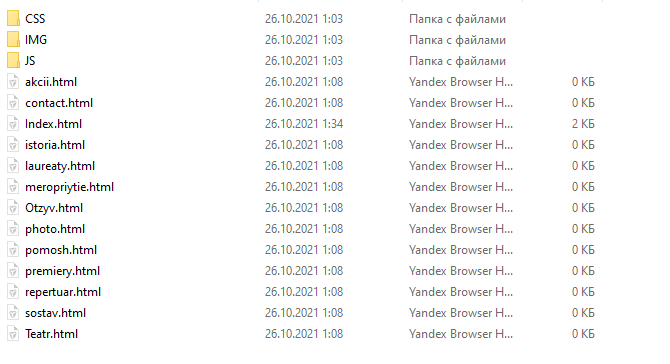 CSS 26.10.2021 1:03 Папка с файлами
IMG 26.10.2021 1:03 Папка с файлами
JS 26.10.2021 1:03 Папка с файлами
akcii.html 26.10.2021 1:08 Yandex Browser H... 0 КБ
contact.html 26.10.2021 1:08 Yandex Browser H... 0 КБ
Index.html 26.10.2021 1:34 Yandex Browser H... 2 КБ
istoria.html 26.10.2021 1:08 Yandex Browser H... 0 КБ
laureaty.html 26.10.2021 1:08 Yandex Browser H... 0 КБ
meropriytie.html 26.10.2021 1:08 Yandex Browser H... 0 КБ
Otzyv.html 26.10.2021 1:08 Yandex Browser H... 0 КБ
photo.html 26.10.2021 1:08 Yandex Browser H... 0 КБ
pomosh.html 26.10.2021 1:08 Yandex Browser H... 0 КБ
premiery.html 26.10.2021 1:08 Yandex Browser H... 0 КБ
repertuar.html 26.10.2021 1:08 Yandex Browser H... 0 КБ
sostav.html 26.10.2021 1:08 Yandex Browser H... 0 КБ
Teatr.html 26.10.2021 1:08 Yandex Browser H... 0 КБ